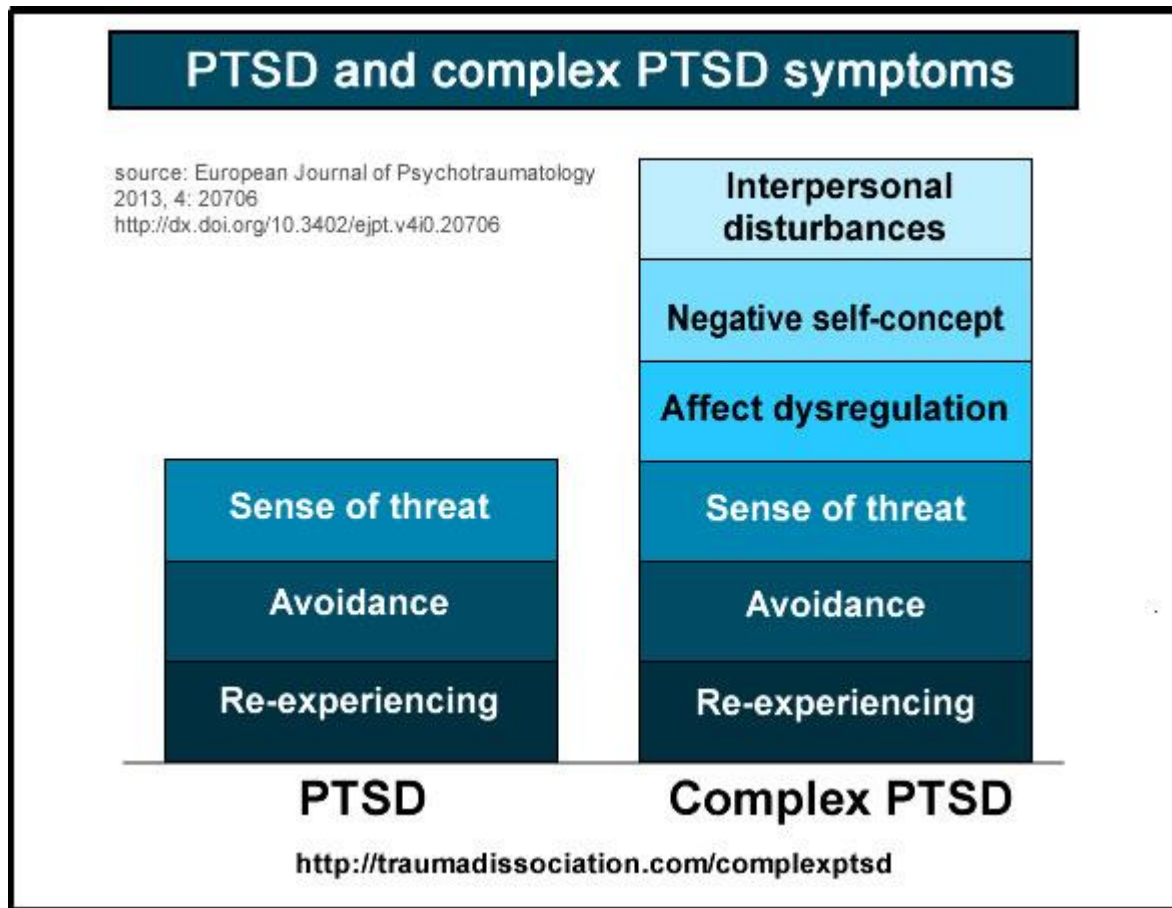 PTSD and complex PTSD symptoms
source: European Journal of Psychotraumatology
2013, 4: 20706
http://dx.doi.org/10.3402/ejpt.v4i0.20706
Sense of threat
Avoidance
Re-experiencing
PTSD
Interpersonal
disturbances
Negative self-concept
Affect dysregulation
Sense of threat
Avoidance
Re-experiencing
Complex PTSD
http://traumadissociation.com/complexptsd